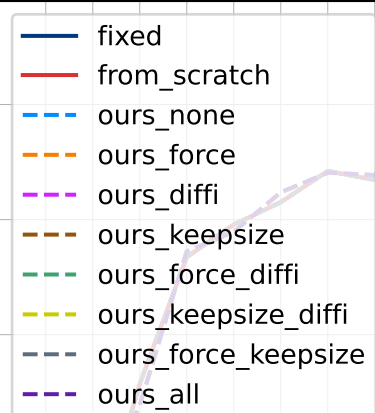 fixed
from_scratch
ours_none
ours_force
ours_diffi
ours_keepsize
ours_force_diffi
ours_keepsize_diffi
ours_force_keepsize
ours_all